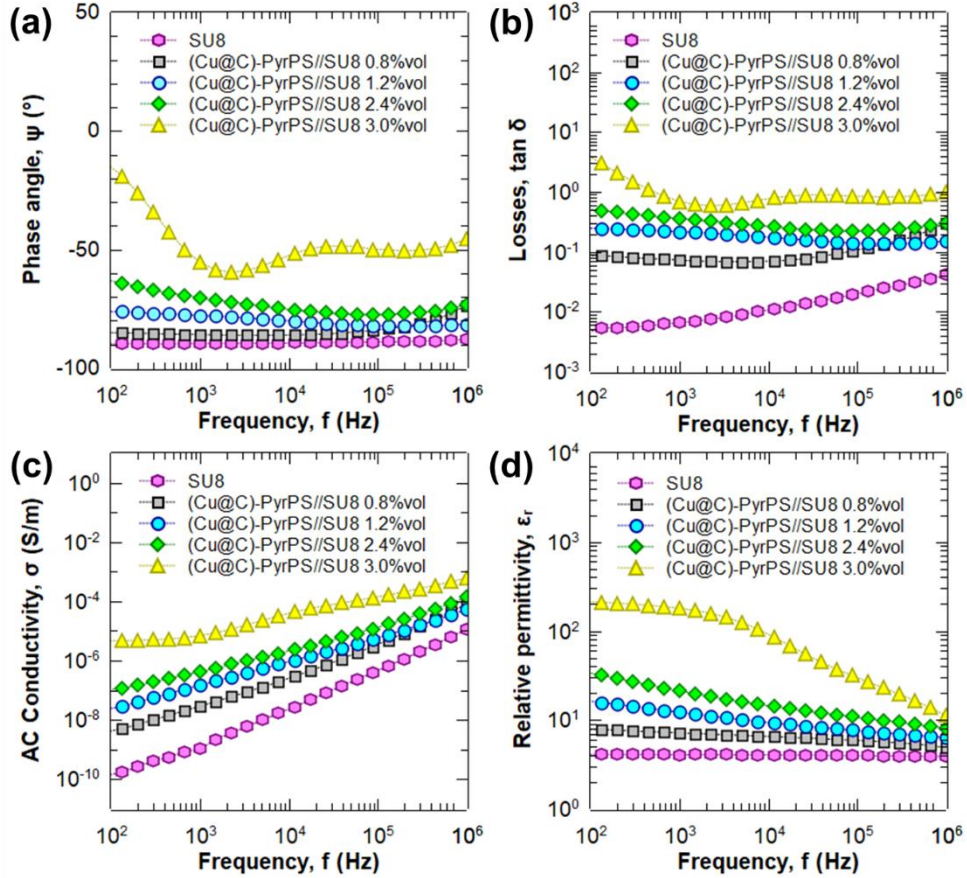 (a)
50
0
-50
-100
Phase angle, ψ (°)
SU8
(Cu@C)-PyrPS//SU8 0.8%vol
(Cu@C)-PyrPS//SU8 1.2%vol
(Cu@C)-PyrPS//SU8 2.4%vol
(Cu@C)-PyrPS//SU8 3.0%vol
10² 10³ 10⁴ 10⁵ 10⁶
Frequency, f (Hz)
(b)
10³
10²
10¹
10⁰
10⁻¹
10⁻²
10⁻³
Losses, tan δ
SU8
(Cu@C)-PyrPS//SU8 0.8%vol
(Cu@C)-PyrPS//SU8 1.2%vol
(Cu@C)-PyrPS//SU8 2.4%vol
(Cu@C)-PyrPS//SU8 3.0%vol
10² 10³ 10⁴ 10⁵ 10⁶
Frequency, f (Hz)
(c)
10⁰
10⁻²
10⁻⁴
10⁻⁶
10⁻⁸
10⁻¹⁰
AC Conductivity, σ (S/m)
SU8
(Cu@C)-PyrPS//SU8 0.8%vol
(Cu@C)-PyrPS//SU8 1.2%vol
(Cu@C)-PyrPS//SU8 2.4%vol
(Cu@C)-PyrPS//SU8 3.0%vol
10² 10³ 10⁴ 10⁵ 10⁶
Frequency, f (Hz)
(d)
10⁴
10³
10²
10¹
10⁰
Relative permittivity, εᵣ
SU8
(Cu@C)-PyrPS//SU8 0.8%vol
(Cu@C)-PyrPS//SU8 1.2%vol
(Cu@C)-PyrPS//SU8 2.4%vol
(Cu@C)-PyrPS//SU8 3.0%vol
10² 10³ 10⁴ 10⁵ 10⁶
Frequency, f (Hz)